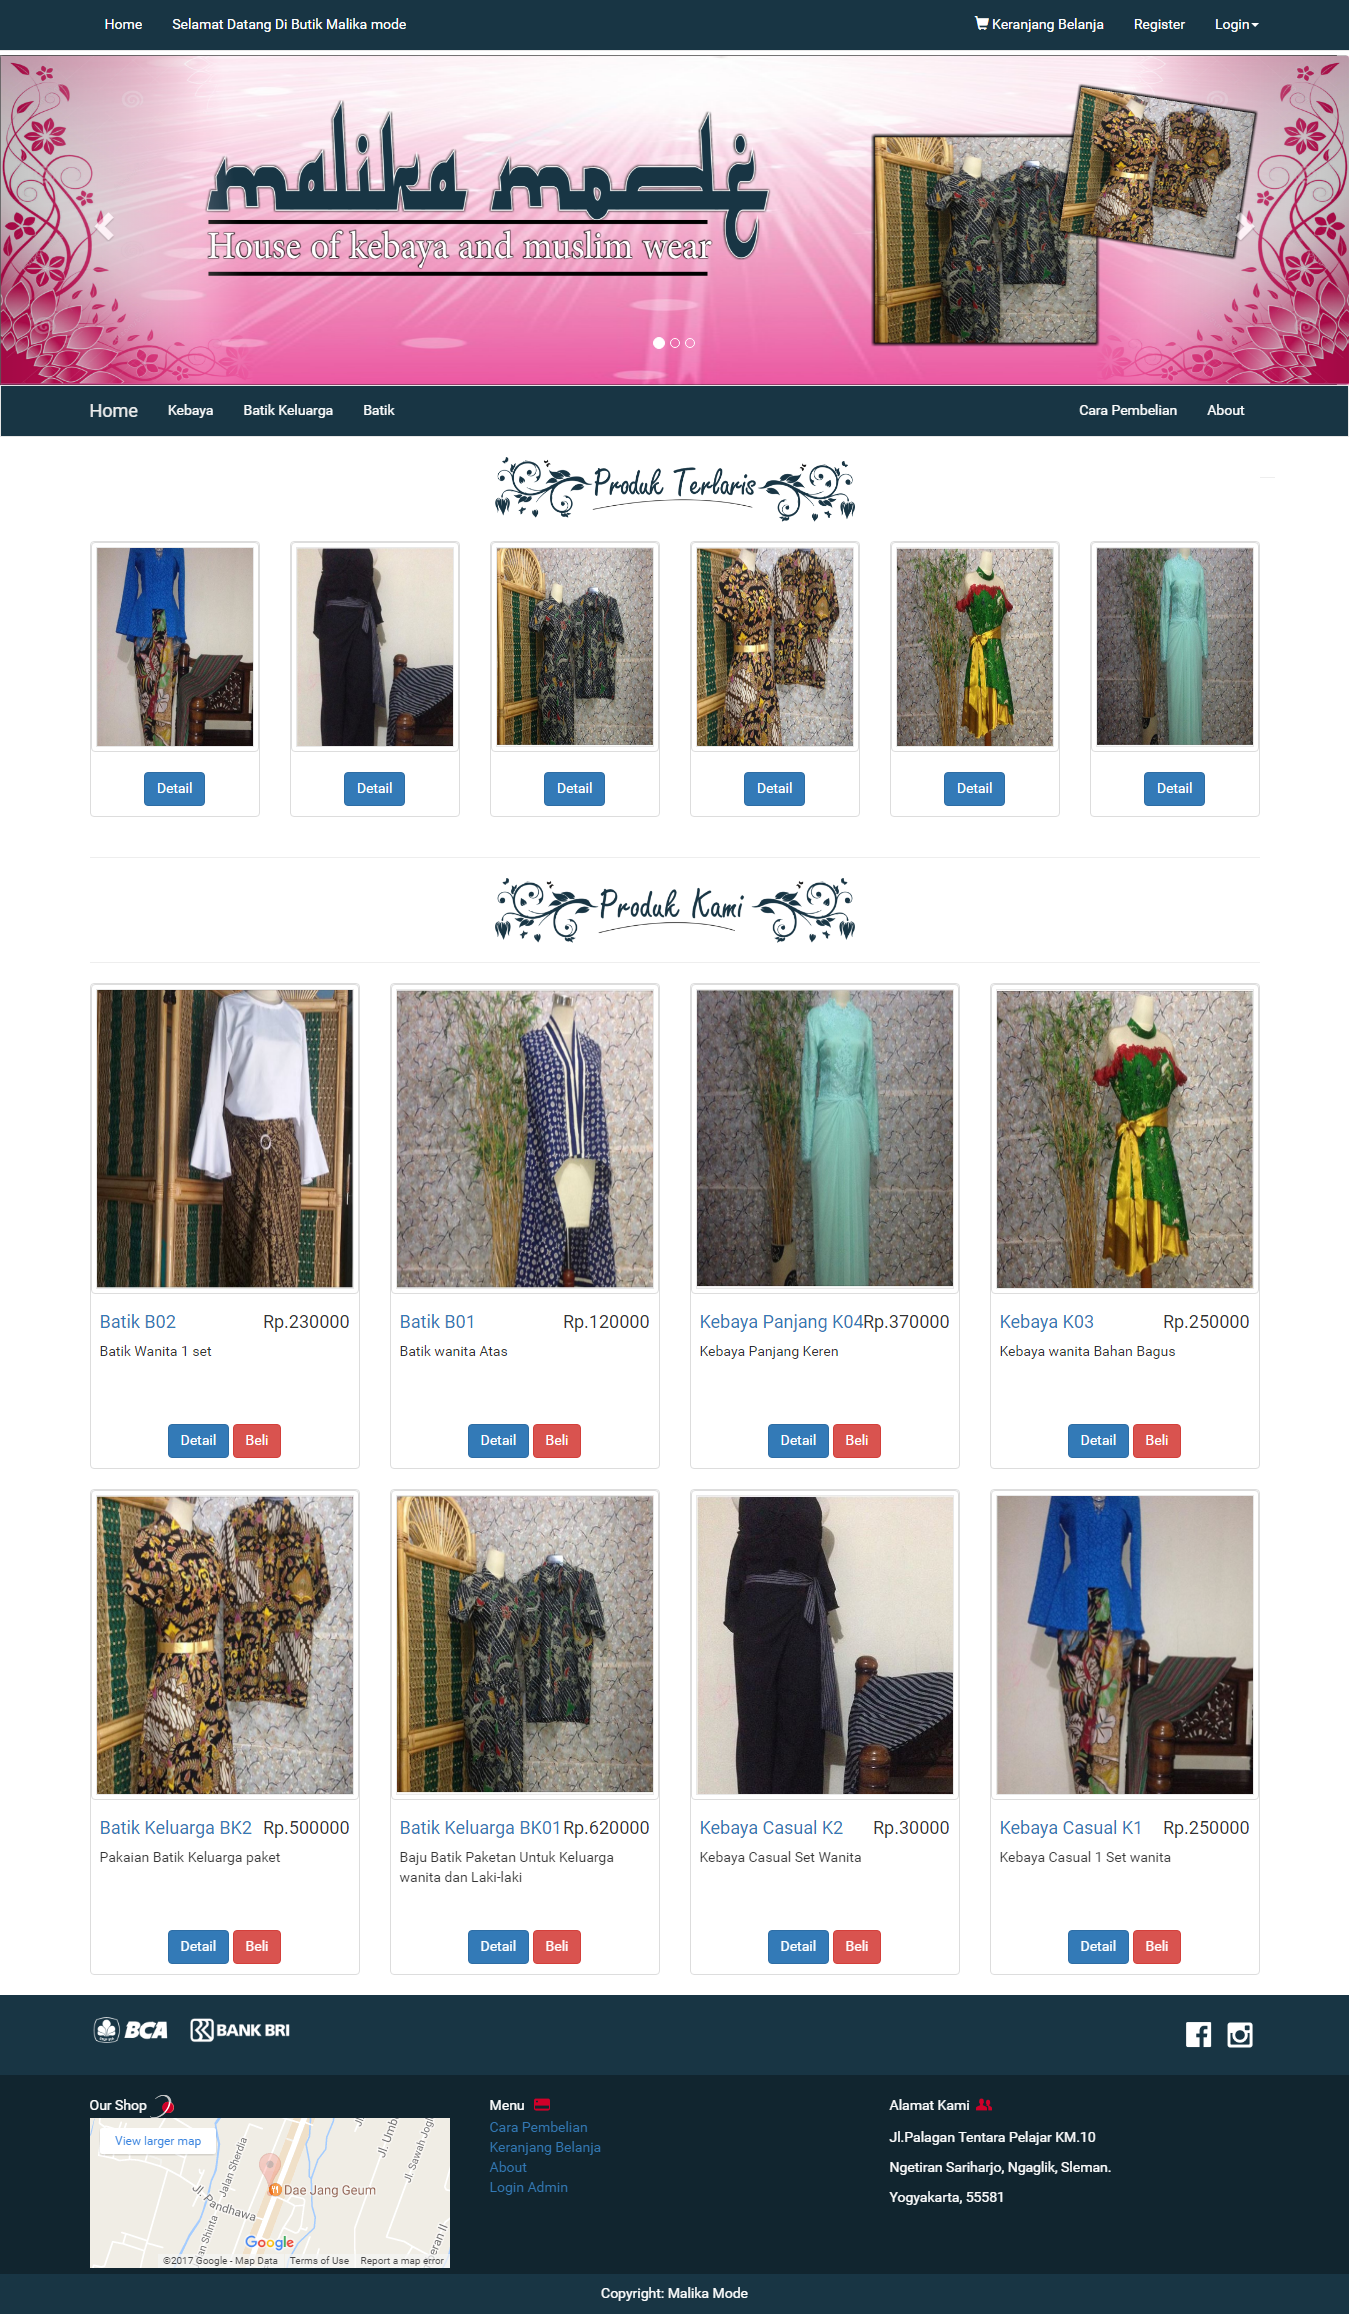 Home Selamat Datang Di Butik Malika mode Keranjang Belanja Register Login
malika mode
House of kebaya and muslim wear
Home Kebaya Batik Keluarga Batik Cara Pembelian About
Produk Terlaris
Detail Detail Detail Detail Detail Detail
Produk Kami
Batik B02 Rp.230000
Batik Wanita 1 set
Detail Beli
Batik B01 Rp.120000
Batik wanita Atas
Detail Beli
Kebaya Panjang K04 Rp.370000
Kebaya Panjang Keren
Detail Beli
Kebaya K03 Rp.250000
Kebaya wanita Bahan Bagus
Detail Beli
Batik Keluarga BK2 Rp.500000
Pakaian Batik Keluarga paket
Detail Beli
Batik Keluarga BK01 Rp.620000
Baju Batik Paketan Untuk Keluarga
wanita dan Laki-laki
Detail Beli
Kebaya Casual K2 Rp.30000
Kebaya Casual Set Wanita
Detail Beli
Kebaya Casual K1 Rp.250000
Kebaya Casual 1 Set wanita
Detail Beli
BCA BANK BRI
Our Shop
View larger map
Jalan Sherdia
Jl. Pandhawa
Jl. Umb
Jl. Sawah Jogl
Dae Jang Geum
an Shinta
eran II
Google
©2017 Google - Map Data Terms of Use Report a map error
Menu
Cara Pembelian
Keranjang Belanja
About
Login Admin
Alamat Kami
Jl.Palagan Tentara Pelajar KM.10
Ngetiran Sariharjo, Ngaglik, Sleman.
Yogyakarta, 55581
Copyright: Malika Mode